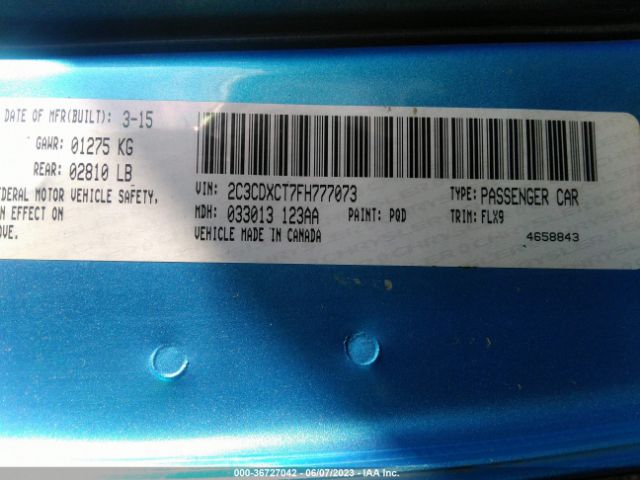 DATE OF MFR(BUILT): 3-15
GAWR: 01275 KG
REAR: 02810 LB
FEDERAL MOTOR VEHICLE SAFETY,
IN EFFECT ON
OVE.
VIN: 2C3CDXCT7FH777073
TYPE: PASSENGER CAR
MDH: 033013 123AA
PAINT: PQD
TRIM: FLX9
VEHICLE MADE IN CANADA
4658843
000-36727042 - 06/07/2023 - IAA Inc.